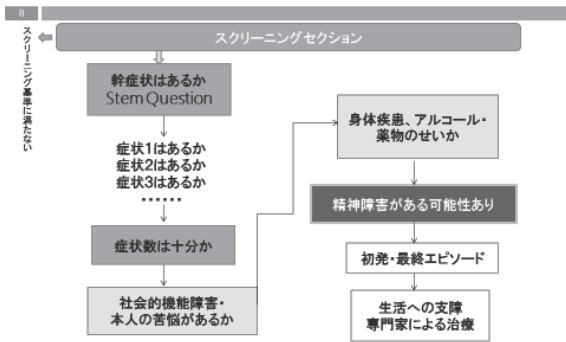 8
スクリーニングセクション
スクリーニング基準に満たない
幹症状はあるか
Stem Question
症状1はあるか
症状2はあるか
症状3はあるか
……
症状数は十分か
社会的機能障害・
本人の苦悩があるか
身体疾患、アルコール・
薬物のせいか
精神障害がある可能性あり
初発・最終エピソード
生活への支障
専門家による治療